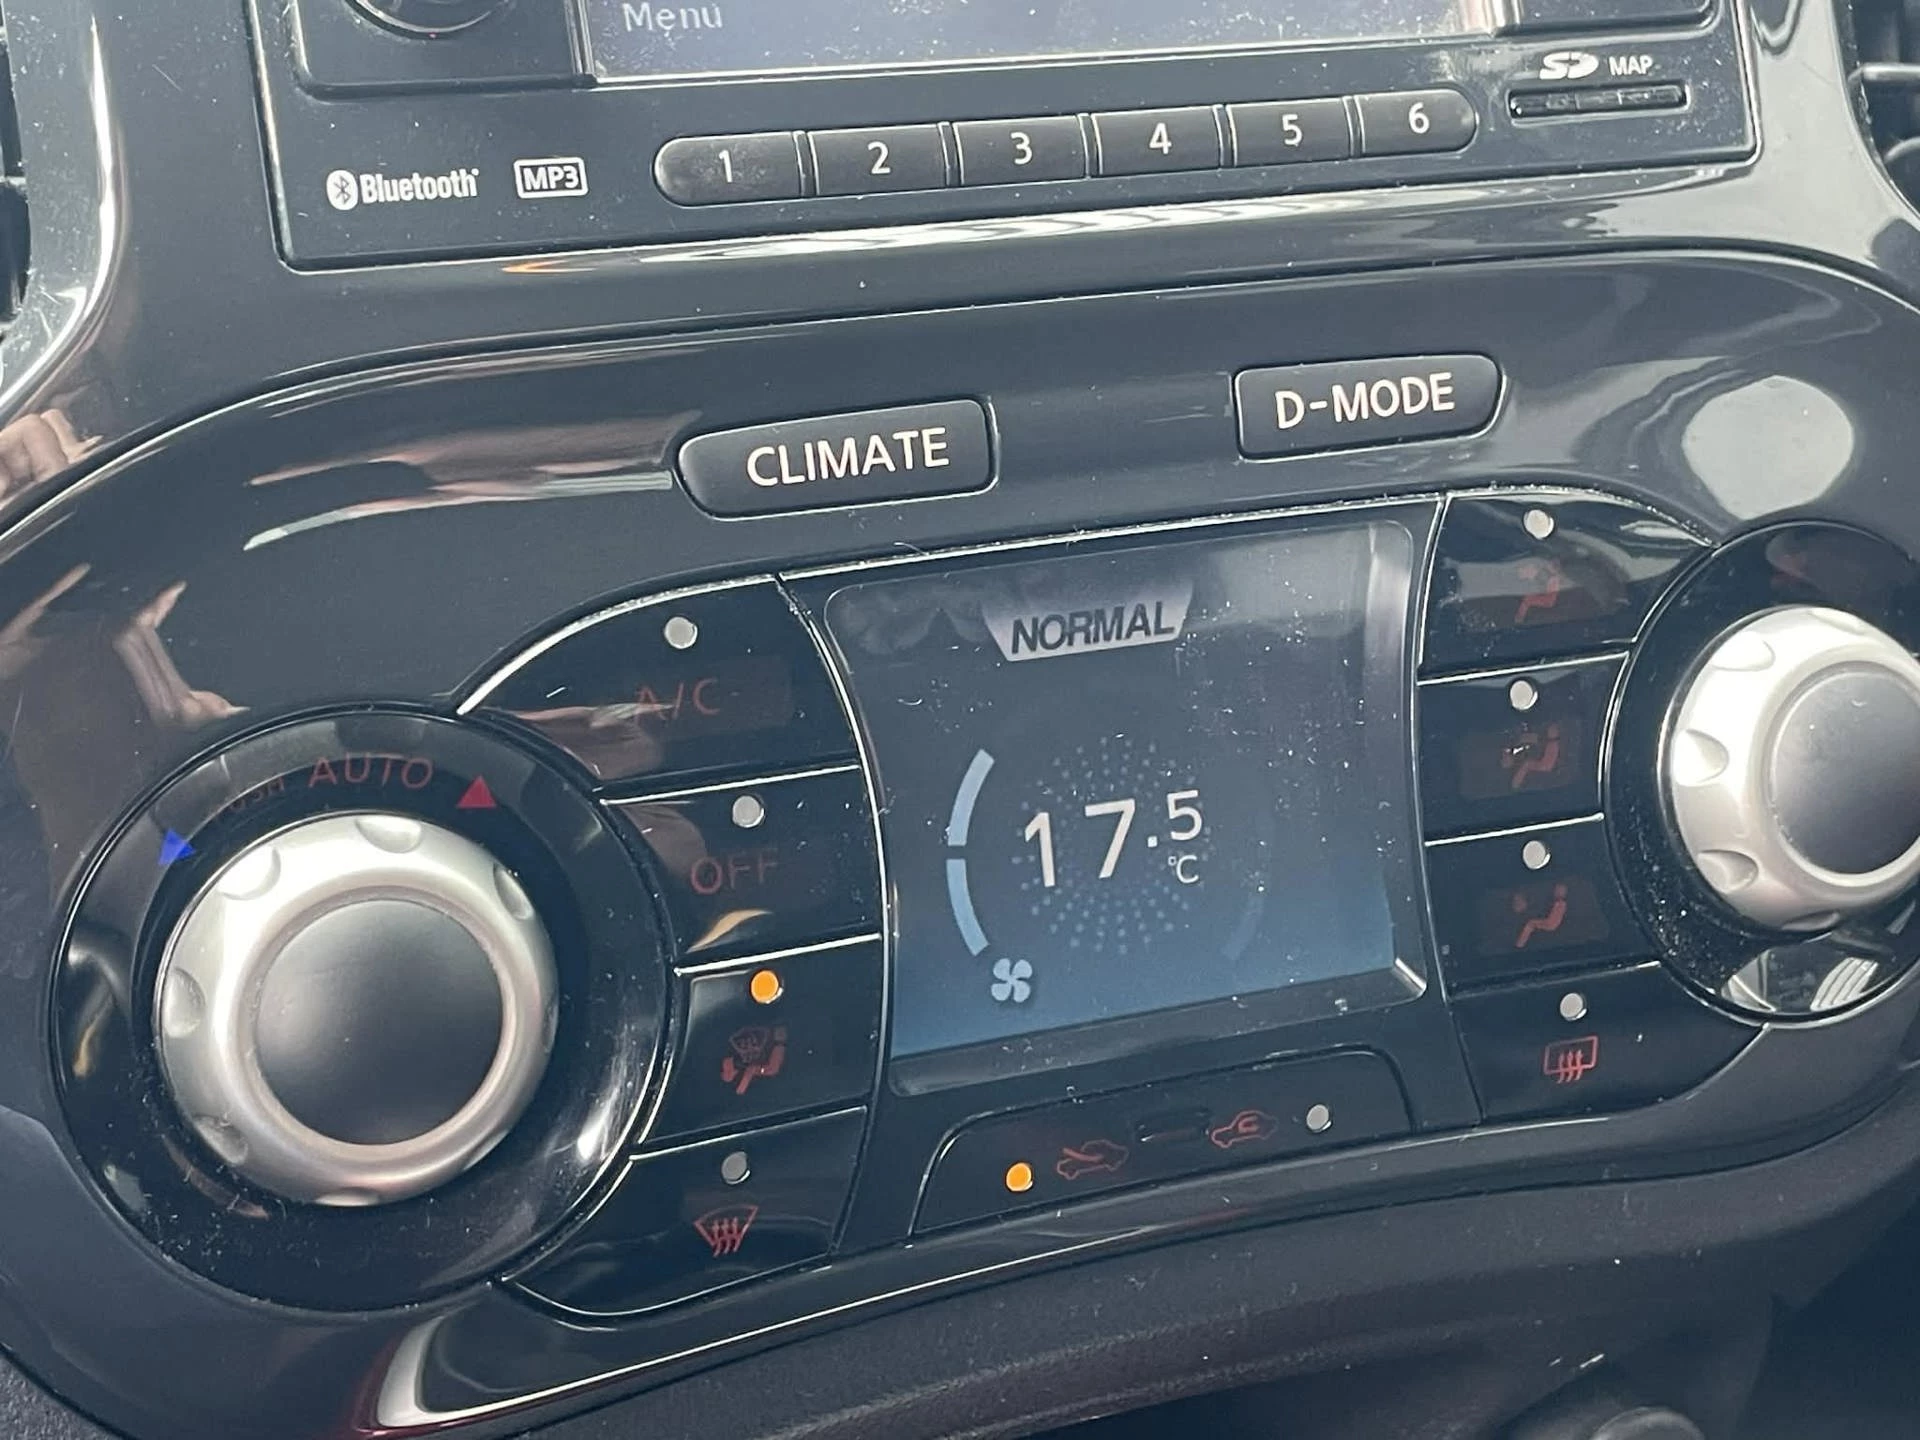 Menu
SD MAP
Bluetooth MP3 1 2 3 4 5 6
CLIMATE D-MODE
NORMAL
A/C
AUTO
17.5
°C
OFF